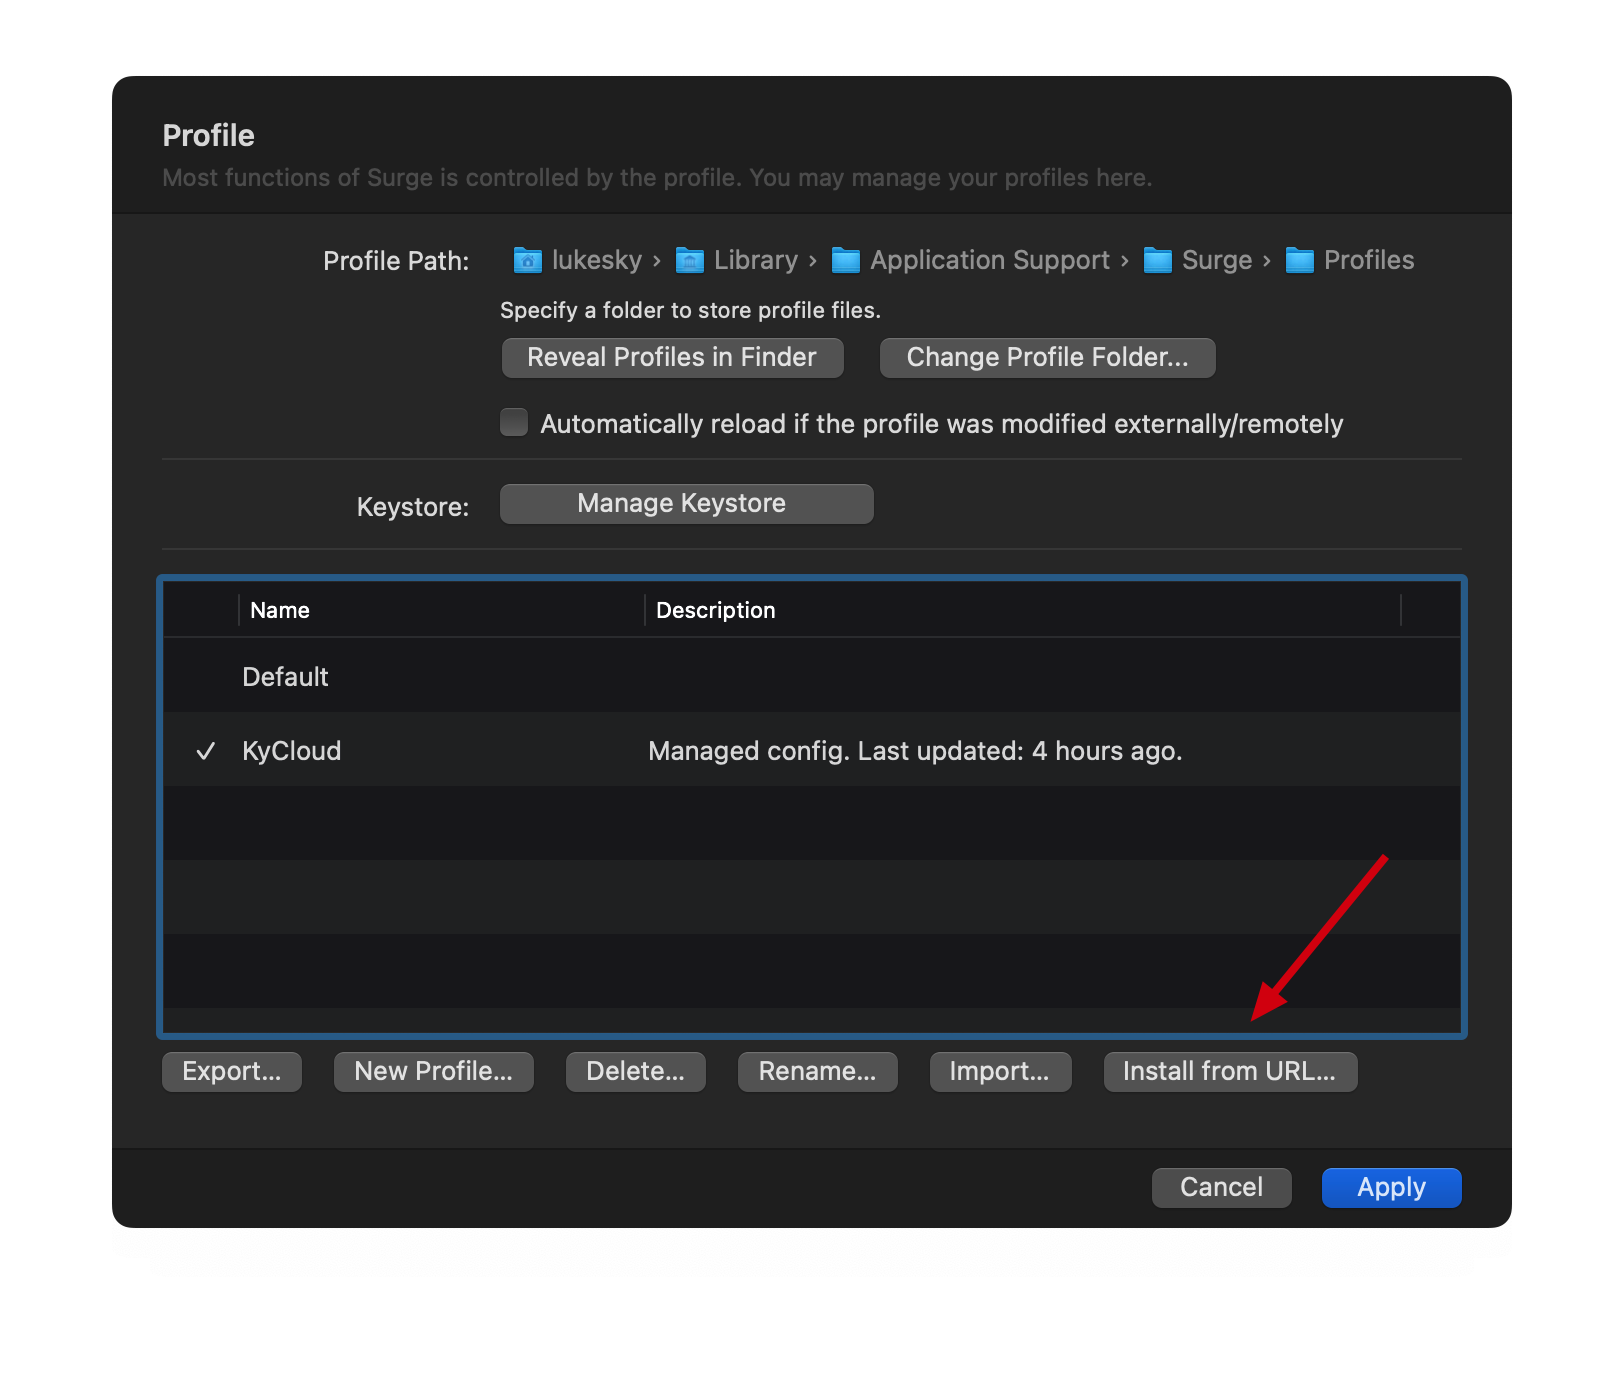 Profile
Most functions of Surge is controlled by the profile. You may manage your profiles here.
Profile Path: lukesky › Library › Application Support › Surge › Profiles
Specify a folder to store profile files.
Reveal Profiles in Finder Change Profile Folder...
Automatically reload if the profile was modified externally/remotely
Keystore: Manage Keystore
Name Description
Default
✓ KyCloud Managed config. Last updated: 4 hours ago.
Export... New Profile... Delete... Rename... Import... Install from URL...
Cancel Apply